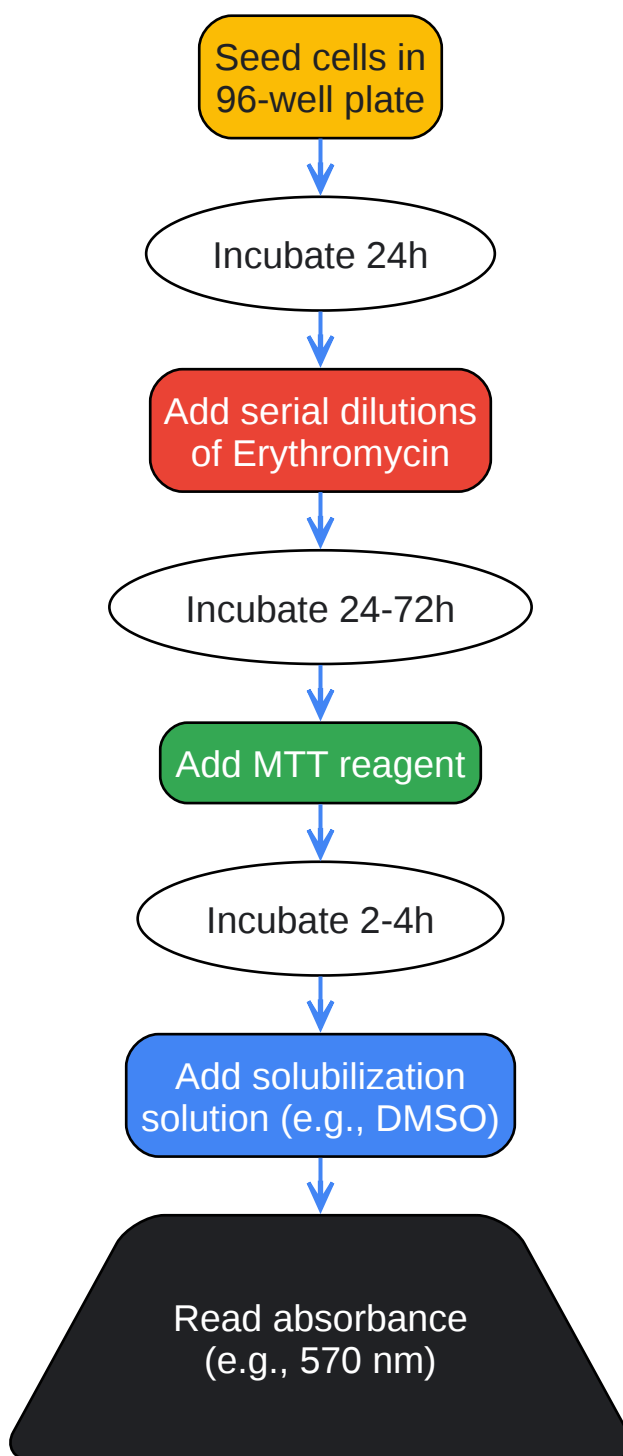 Seed cells in
96-well plate
Incubate 24h
Add serial dilutions
of Erythromycin
Incubate 24-72h
Add MTT reagent
Incubate 2-4h
Add solubilization
solution (e.g., DMSO)
Read absorbance
(e.g., 570 nm)